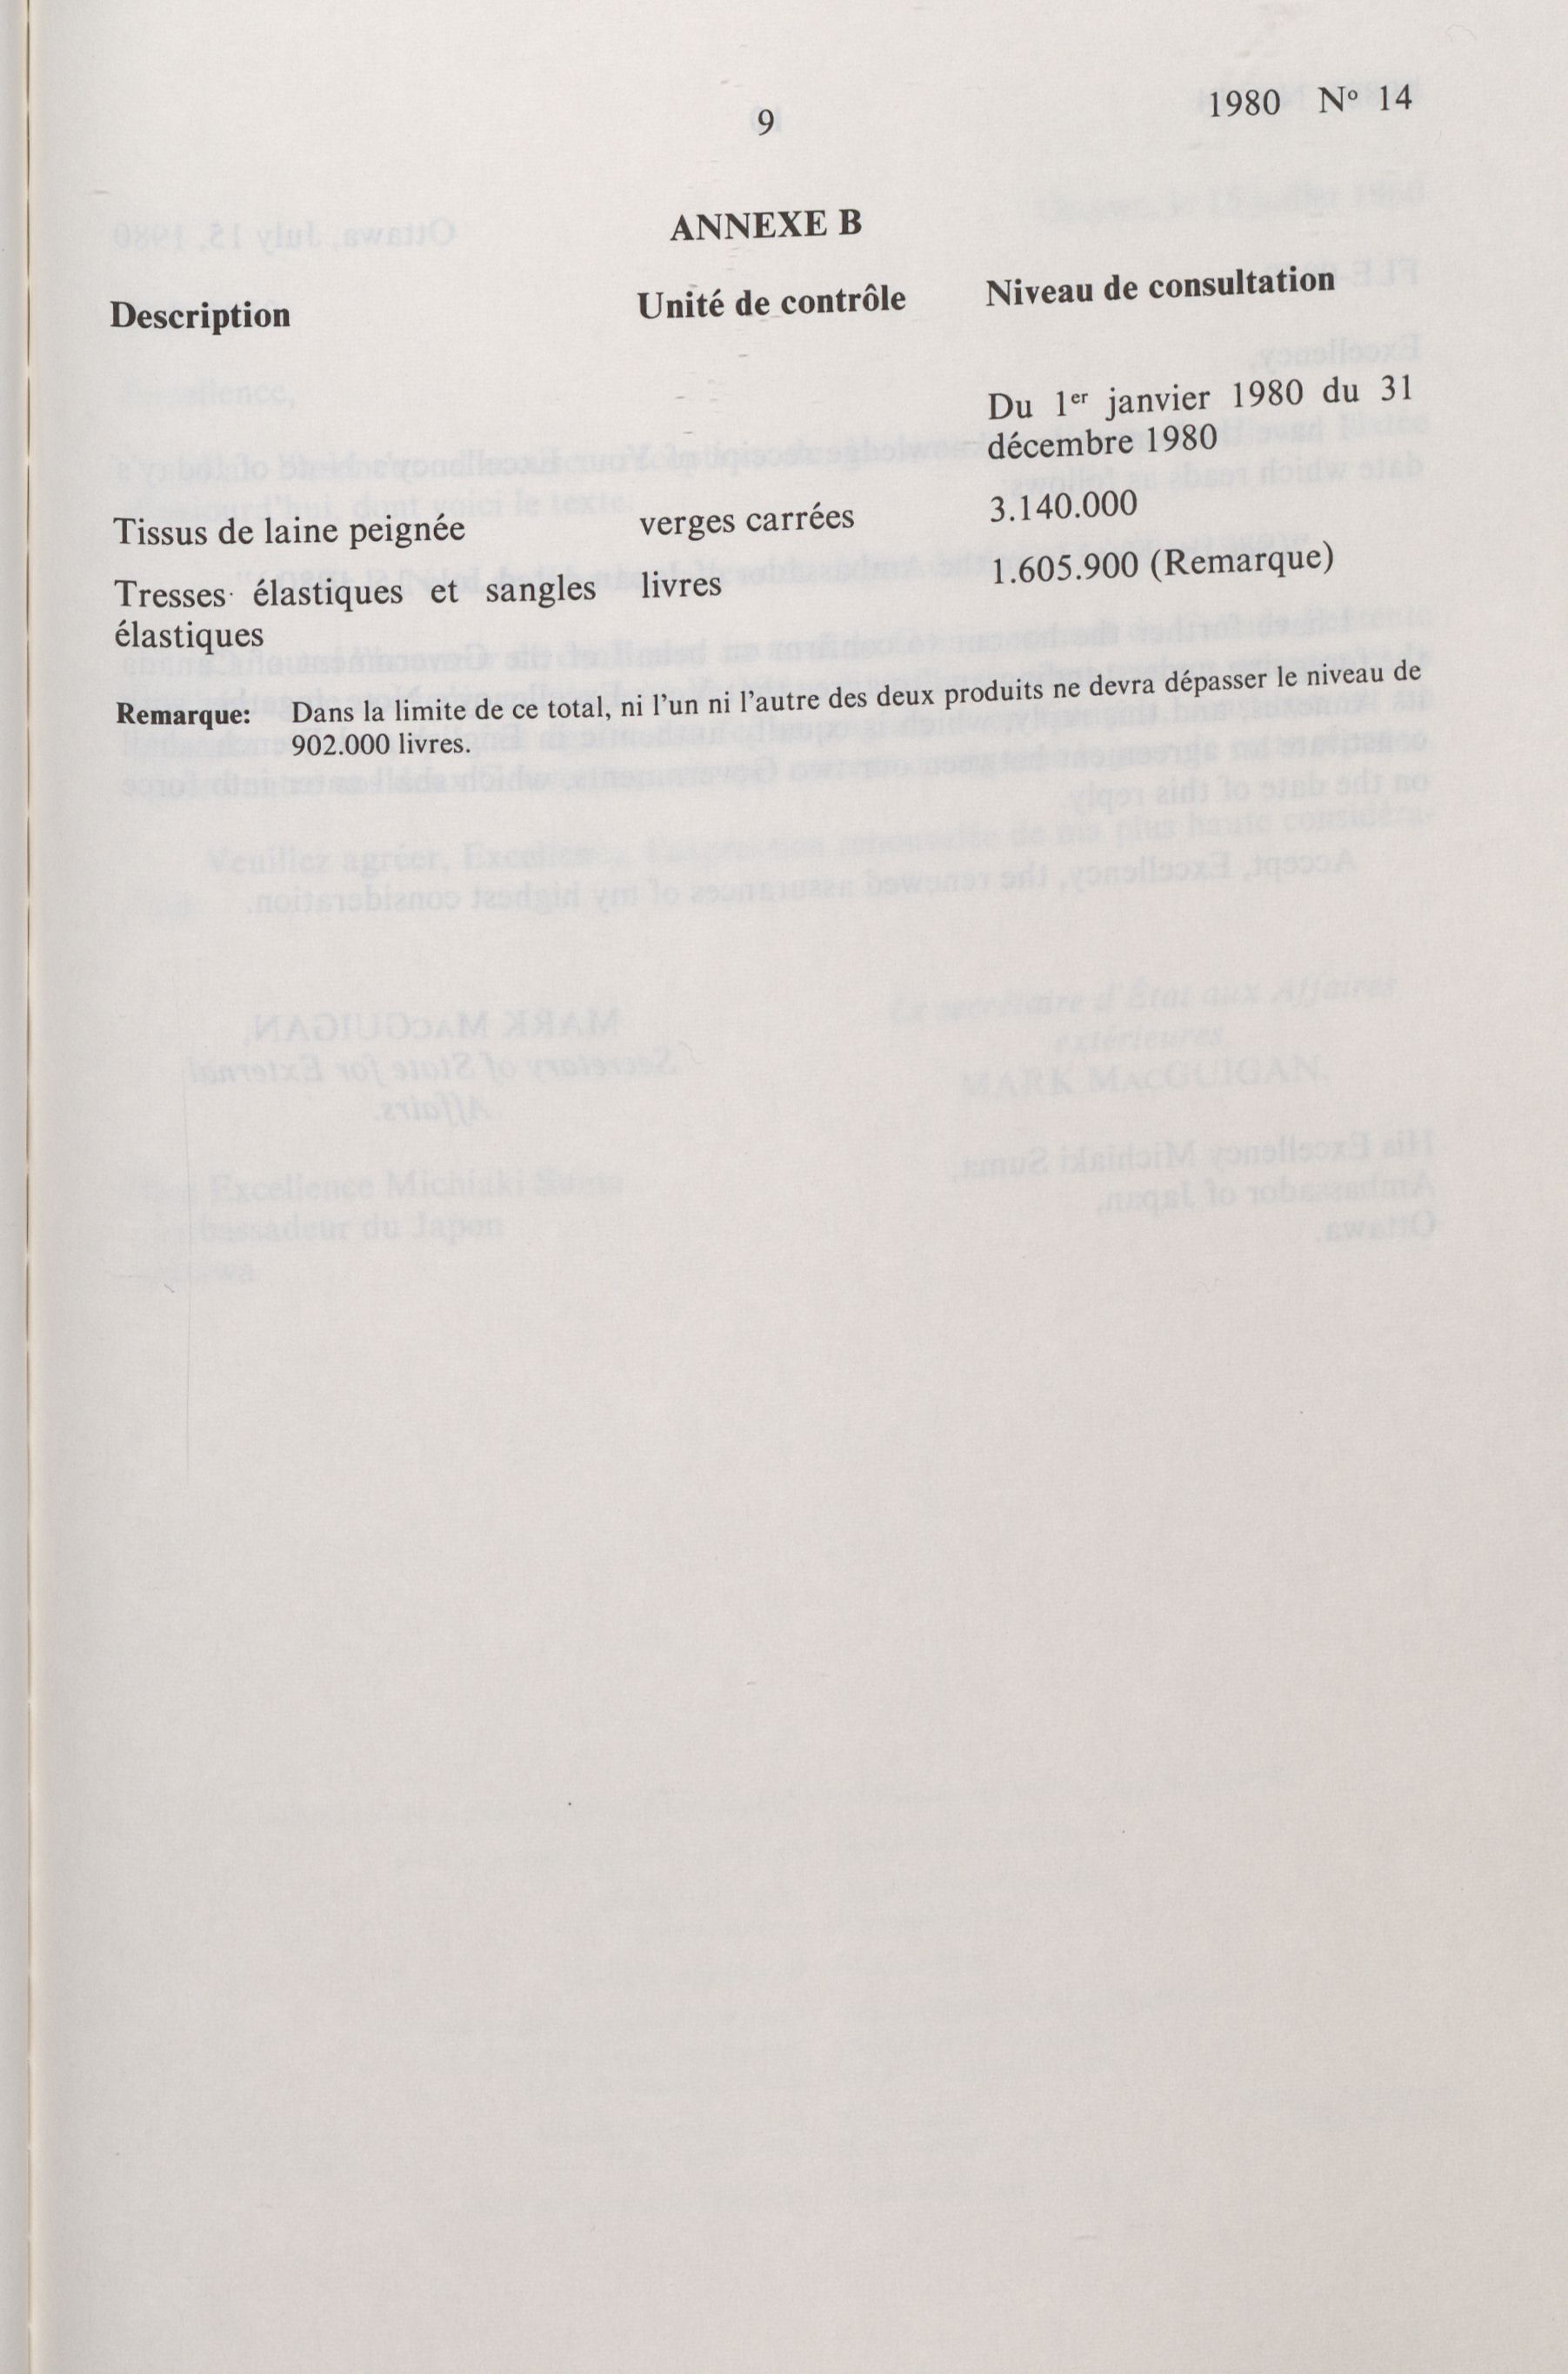 9
1980 Nº 14
ANNEXE B
Description Unité de contrôle Niveau de consultation
Du 1er janvier 1980 du 31
décembre 1980
Tissus de laine peignée verges carrées 3.140.000
Tresses élastiques et sangles livres 1.605.900 (Remarque)
élastiques
Remarque: Dans la limite de ce total, ni l'un ni l'autre des deux produits ne devra dépasser le niveau de
902.000 livres.